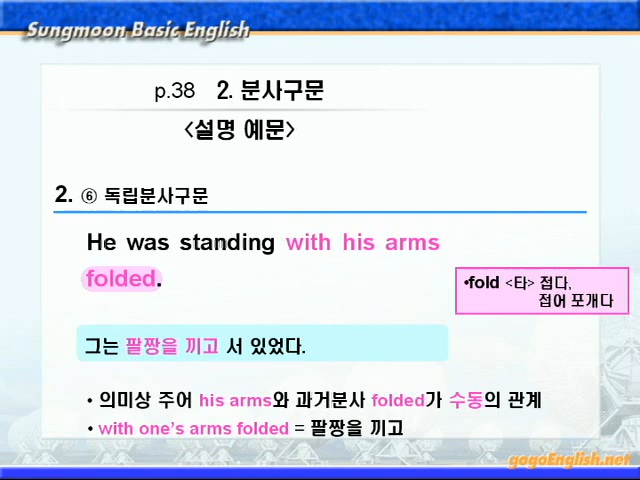 Sungmoon Basic English
p.38 2. 분사구문
<설명 예문>
2. ⑥ 독립분사구문
He was standing with his arms
folded.
•fold <타> 접다,
접어 포개다
그는 팔짱을 끼고 서 있었다.
• 의미상 주어 his arms와 과거분사 folded가 수동의 관계
• with one's arms folded = 팔짱을 끼고
gogoEnglish.net